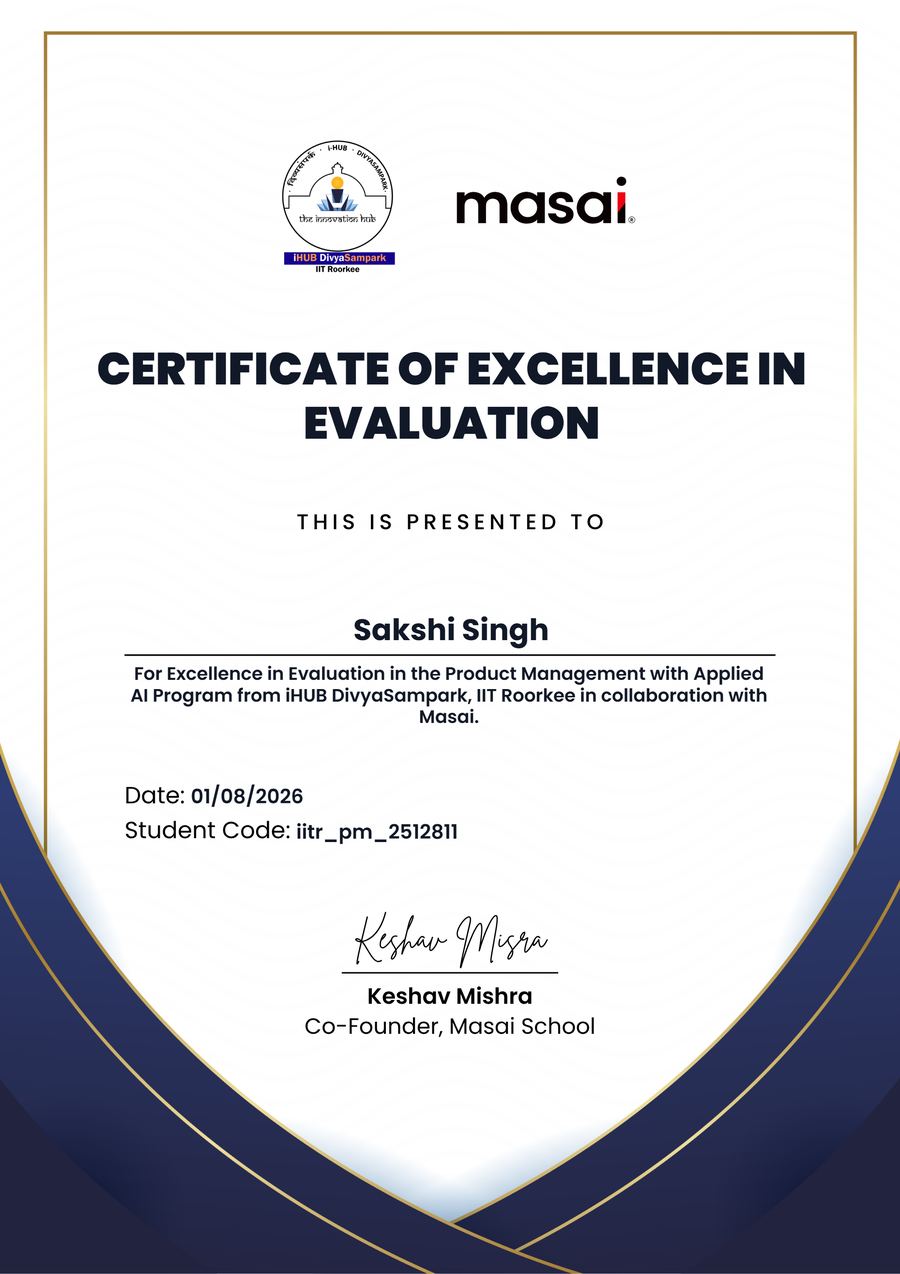 दिव्यसंपर्क · i-HUB · DIVYASAMPARK
the innovation hub
iHUB DivyaSampark
IIT Roorkee
masai®
CERTIFICATE OF EXCELLENCE IN
EVALUATION
THIS IS PRESENTED TO
Sakshi Singh
For Excellence in Evaluation in the Product Management with Applied
AI Program from iHUB DivyaSampark, IIT Roorkee in collaboration with
Masai.
Date: 01/08/2026
Student Code: iitr_pm_2512811
Keshav Misra
Keshav Mishra
Co-Founder, Masai School